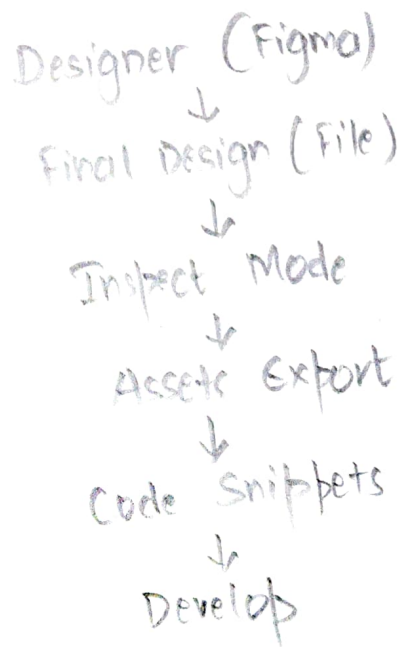 Designer (Figma)
↓
Final Design (File)
↓
Inspect Mode
↓
Assets Export
↓
Code Snippets
↓
Develop